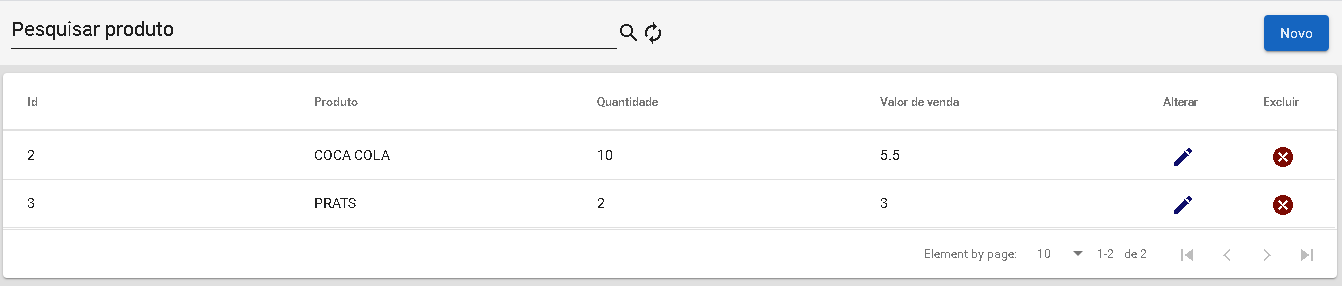 Pesquisar produto
Novo
Id Produto Quantidade Valor de venda Alterar Excluir
2 COCA COLA 10 5.5
3 PRATS 2 3
Element by page: 10 1-2 de 2